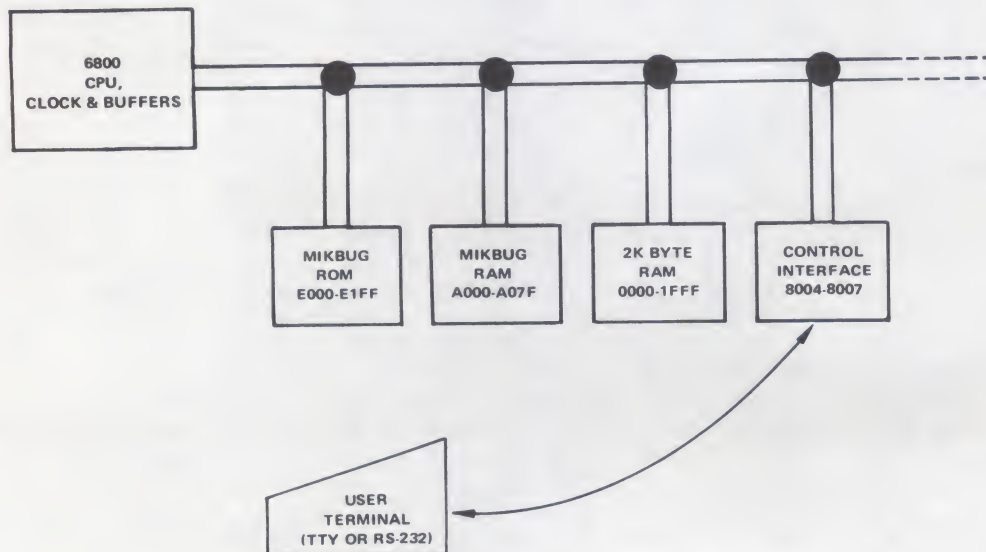 6800
CPU,
CLOCK & BUFFERS
MIKBUG
ROM
E000-E1FF
MIKBUG
RAM
A000-A07F
2K BYTE
RAM
0000-1FFF
CONTROL
INTERFACE
8004-8007
USER
TERMINAL
(TTY OR RS-232)